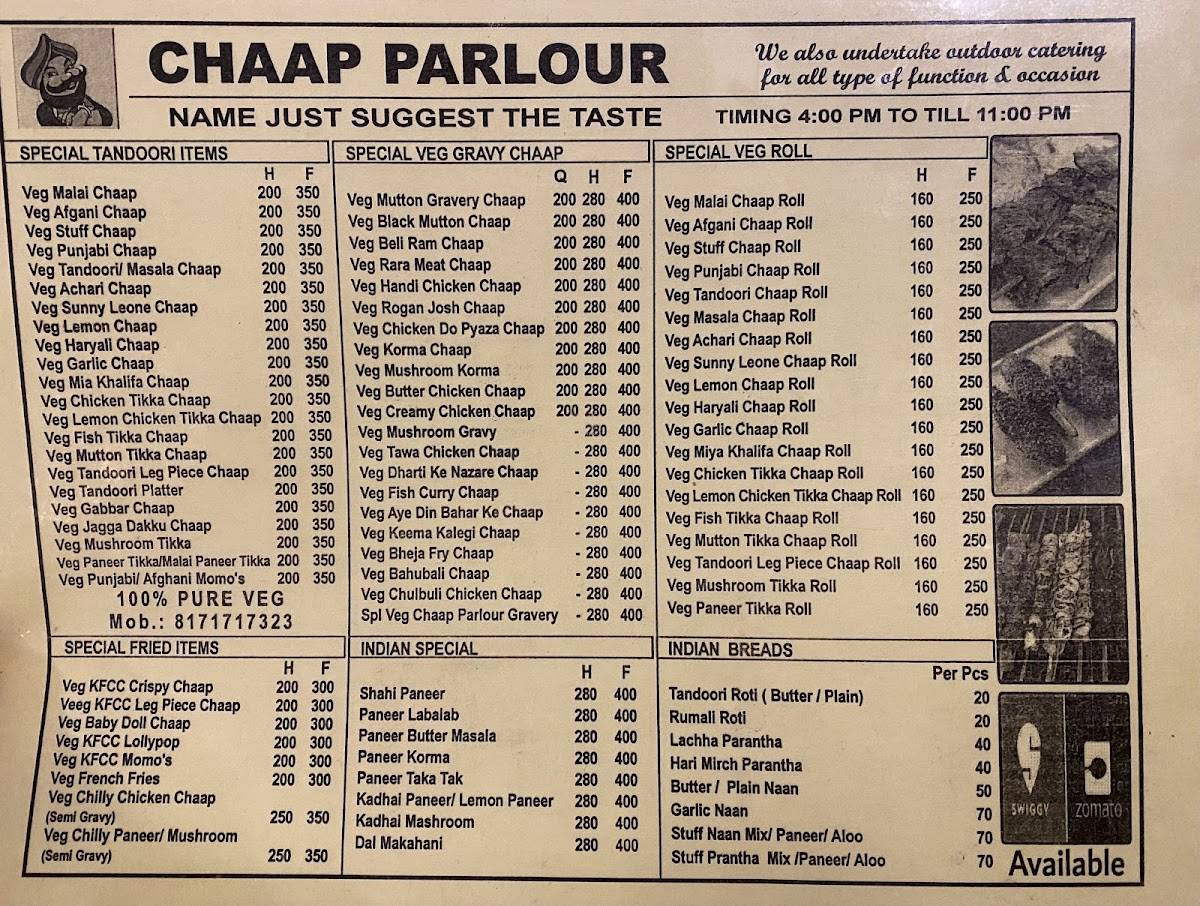 CHAAP PARLOUR
We also undertake outdoor catering
for all type of function & occasion
NAME JUST SUGGEST THE TASTE
TIMING 4:00 PM TO TILL 11:00 PM
SPECIAL TANDOORI ITEMS
H F
Veg Malai Chaap 200 350
Veg Afgani Chaap 200 350
Veg Stuff Chaap 200 350
Veg Punjabi Chaap 200 350
Veg Tandoori/ Masala Chaap 200 350
Veg Achari Chaap 200 350
Veg Sunny Leone Chaap 200 350
Veg Lemon Chaap 200 350
Veg Haryali Chaap 200 350
Veg Garlic Chaap 200 350
Veg Mia Khalifa Chaap 200 350
Veg Chicken Tikka Chaap 200 350
Veg Lemon Chicken Tikka Chaap 200 350
Veg Fish Tikka Chaap 200 350
Veg Mutton Tikka Chaap 200 350
Veg Tandoori Leg Piece Chaap 200 350
Veg Tandoori Platter 200 350
Veg Gabbar Chaap 200 350
Veg Jagga Dakku Chaap 200 350
Veg Mushroom Tikka 200 350
Veg Paneer Tikka/Malai Paneer Tikka 200 350
Veg Punjabi/ Afghani Momo's 200 350
100% PURE VEG
Mob.: 8171717323
SPECIAL VEG GRAVY CHAAP
Q H F
Veg Mutton Gravery Chaap 200 280 400
Veg Black Mutton Chaap 200 280 400
Veg Beli Ram Chaap 200 280 400
Veg Rara Meat Chaap 200 280 400
Veg Handi Chicken Chaap 200 280 400
Veg Rogan Josh Chaap 200 280 400
Veg Chicken Do Pyaza Chaap 200 280 400
Veg Korma Chaap 200 280 400
Veg Mushroom Korma 200 280 400
Veg Butter Chicken Chaap 200 280 400
Veg Creamy Chicken Chaap 200 280 400
Veg Mushroom Gravy - 280 400
Veg Tawa Chicken Chaap - 280 400
Veg Dharti Ke Nazare Chaap - 280 400
Veg Fish Curry Chaap - 280 400
Veg Aye Din Bahar Ke Chaap - 280 400
Veg Keema Kalegi Chaap - 280 400
Veg Bheja Fry Chaap - 280 400
Veg Bahubali Chaap - 280 400
Veg Chulbuli Chicken Chaap - 280 400
Spl Veg Chaap Parlour Gravery - 280 400
SPECIAL VEG ROLL
H F
Veg Malai Chaap Roll 160 250
Veg Afgani Chaap Roll 160 250
Veg Stuff Chaap Roll 160 250
Veg Punjabi Chaap Roll 160 250
Veg Tandoori Chaap Roll 160 250
Veg Masala Chaap Roll 160 250
Veg Achari Chaap Roll 160 250
Veg Sunny Leone Chaap Roll 160 250
Veg Lemon Chaap Roll 160 250
Veg Haryali Chaap Roll 160 250
Veg Garlic Chaap Roll 160 250
Veg Miya Khalifa Chaap Roll 160 250
Veg Chicken Tikka Chaap Roll 160 250
Veg Lemon Chicken Tikka Chaap Roll 160 250
Veg Fish Tikka Chaap Roll 160 250
Veg Mutton Tikka Chaap Roll 160 250
Veg Tandoori Leg Piece Chaap Roll 160 250
Veg Mushroom Tikka Roll 160 250
Veg Paneer Tikka Roll 160 250
SPECIAL FRIED ITEMS
H F
Veg KFCC Crispy Chaap 200 300
Veeg KFCC Leg Piece Chaap 200 300
Veg Baby Doll Chaap 200 300
Veg KFCC Lollypop 200 300
Veg KFCC Momo's 200 300
Veg French Fries 200 300
Veg Chilly Chicken Chaap
(Semi Gravy) 250 350
Veg Chilly Paneer/ Mushroom
(Semi Gravy) 250 350
INDIAN SPECIAL
H F
Shahi Paneer 280 400
Paneer Labalab 280 400
Paneer Butter Masala 280 400
Paneer Korma 280 400
Paneer Taka Tak 280 400
Kadhai Paneer/ Lemon Paneer 280 400
Kadhai Mashroom 280 400
Dal Makahani 280 400
INDIAN BREADS
Per Pcs
Tandoori Roti ( Butter / Plain) 20
Rumali Roti 20
Lachha Parantha 40
Hari Mirch Parantha 40
Butter / Plain Naan 50
Garlic Naan 70
Stuff Naan Mix/ Paneer/ Aloo 70
Stuff Prantha Mix /Paneer/ Aloo 70
SWIGGY
zomato
Available